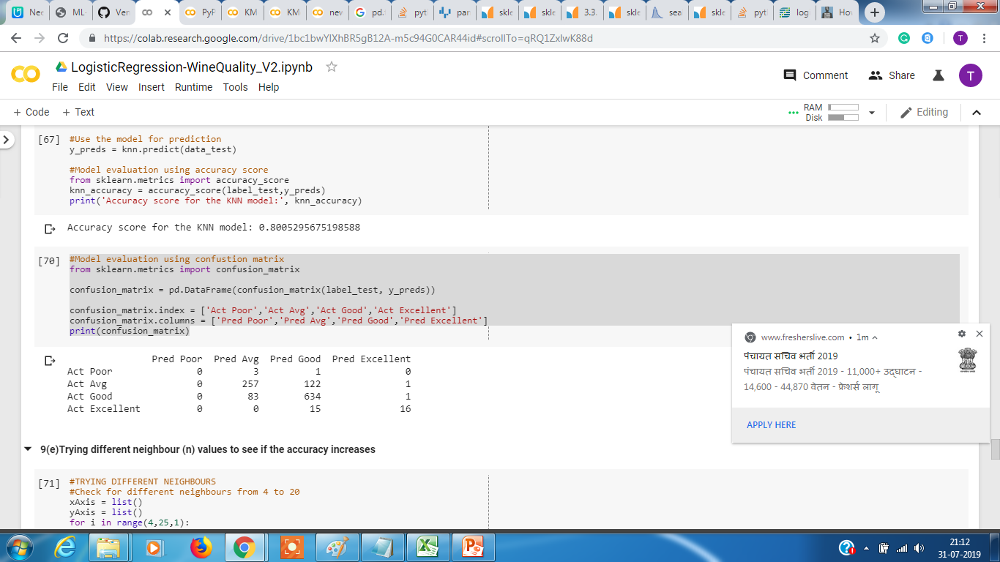 Nee
ML-
Ver
co
PyP
KM
KM
nev
pd.
pytl
par
skle
skle
3.3.
skle
sea
skle
pytl
log
Hov
https://colab.research.google.com/drive/
LogisticRegression-WineQuality_V2.ipynb
Comment
Share
T
File Edit View Insert Runtime Tools Help
+ Code + Text
RAM
Disk
Editing
[67] #Use the model for prediction
y_preds = knn.predict(data_test)
#Model evaluation using accuracy score
from sklearn.metrics import accuracy_score
knn_accuracy = accuracy_score(label_test,y_preds)
print('Accuracy score for the KNN model:', knn_accuracy)
Accuracy score for the KNN model: 0.8005295675198588
[70] #Model evaluation using confustion matrix
from sklearn.metrics import confusion_matrix
confusion_matrix = pd.DataFrame(confusion_matrix(label_test, y_preds))
confusion_matrix.index = ['Act Poor','Act Avg','Act Good','Act Excellent']
confusion_matrix.columns = ['Pred Poor','Pred Avg','Pred Good','Pred Excellent']
print(confusion_matrix)
Pred Poor Pred Avg Pred Good Pred Excellent
Act Poor 0 3 1 0
Act Avg 0 257 122 1
Act Good 0 83 634 1
Act Excellent 0 0 15 16
9(e)Trying different neighbour (n) values to see if the accuracy increases
[71] #TRYING DIFFERENT NEIGHBOURS
#Check for different neighbours from 4 to 20
xAxis = list()
yAxis = list()
for i in range(4,25,1):
www.fresherslive.com • 1m
पंचायत सचिव भर्ती 2019
पंचायत सचिव भर्ती 2019 - 11,000+ उद्घाटन -
14,600 - 44,870 वेतन - फ्रेशर्स लागू
APPLY HERE
21:12
31-07-2019